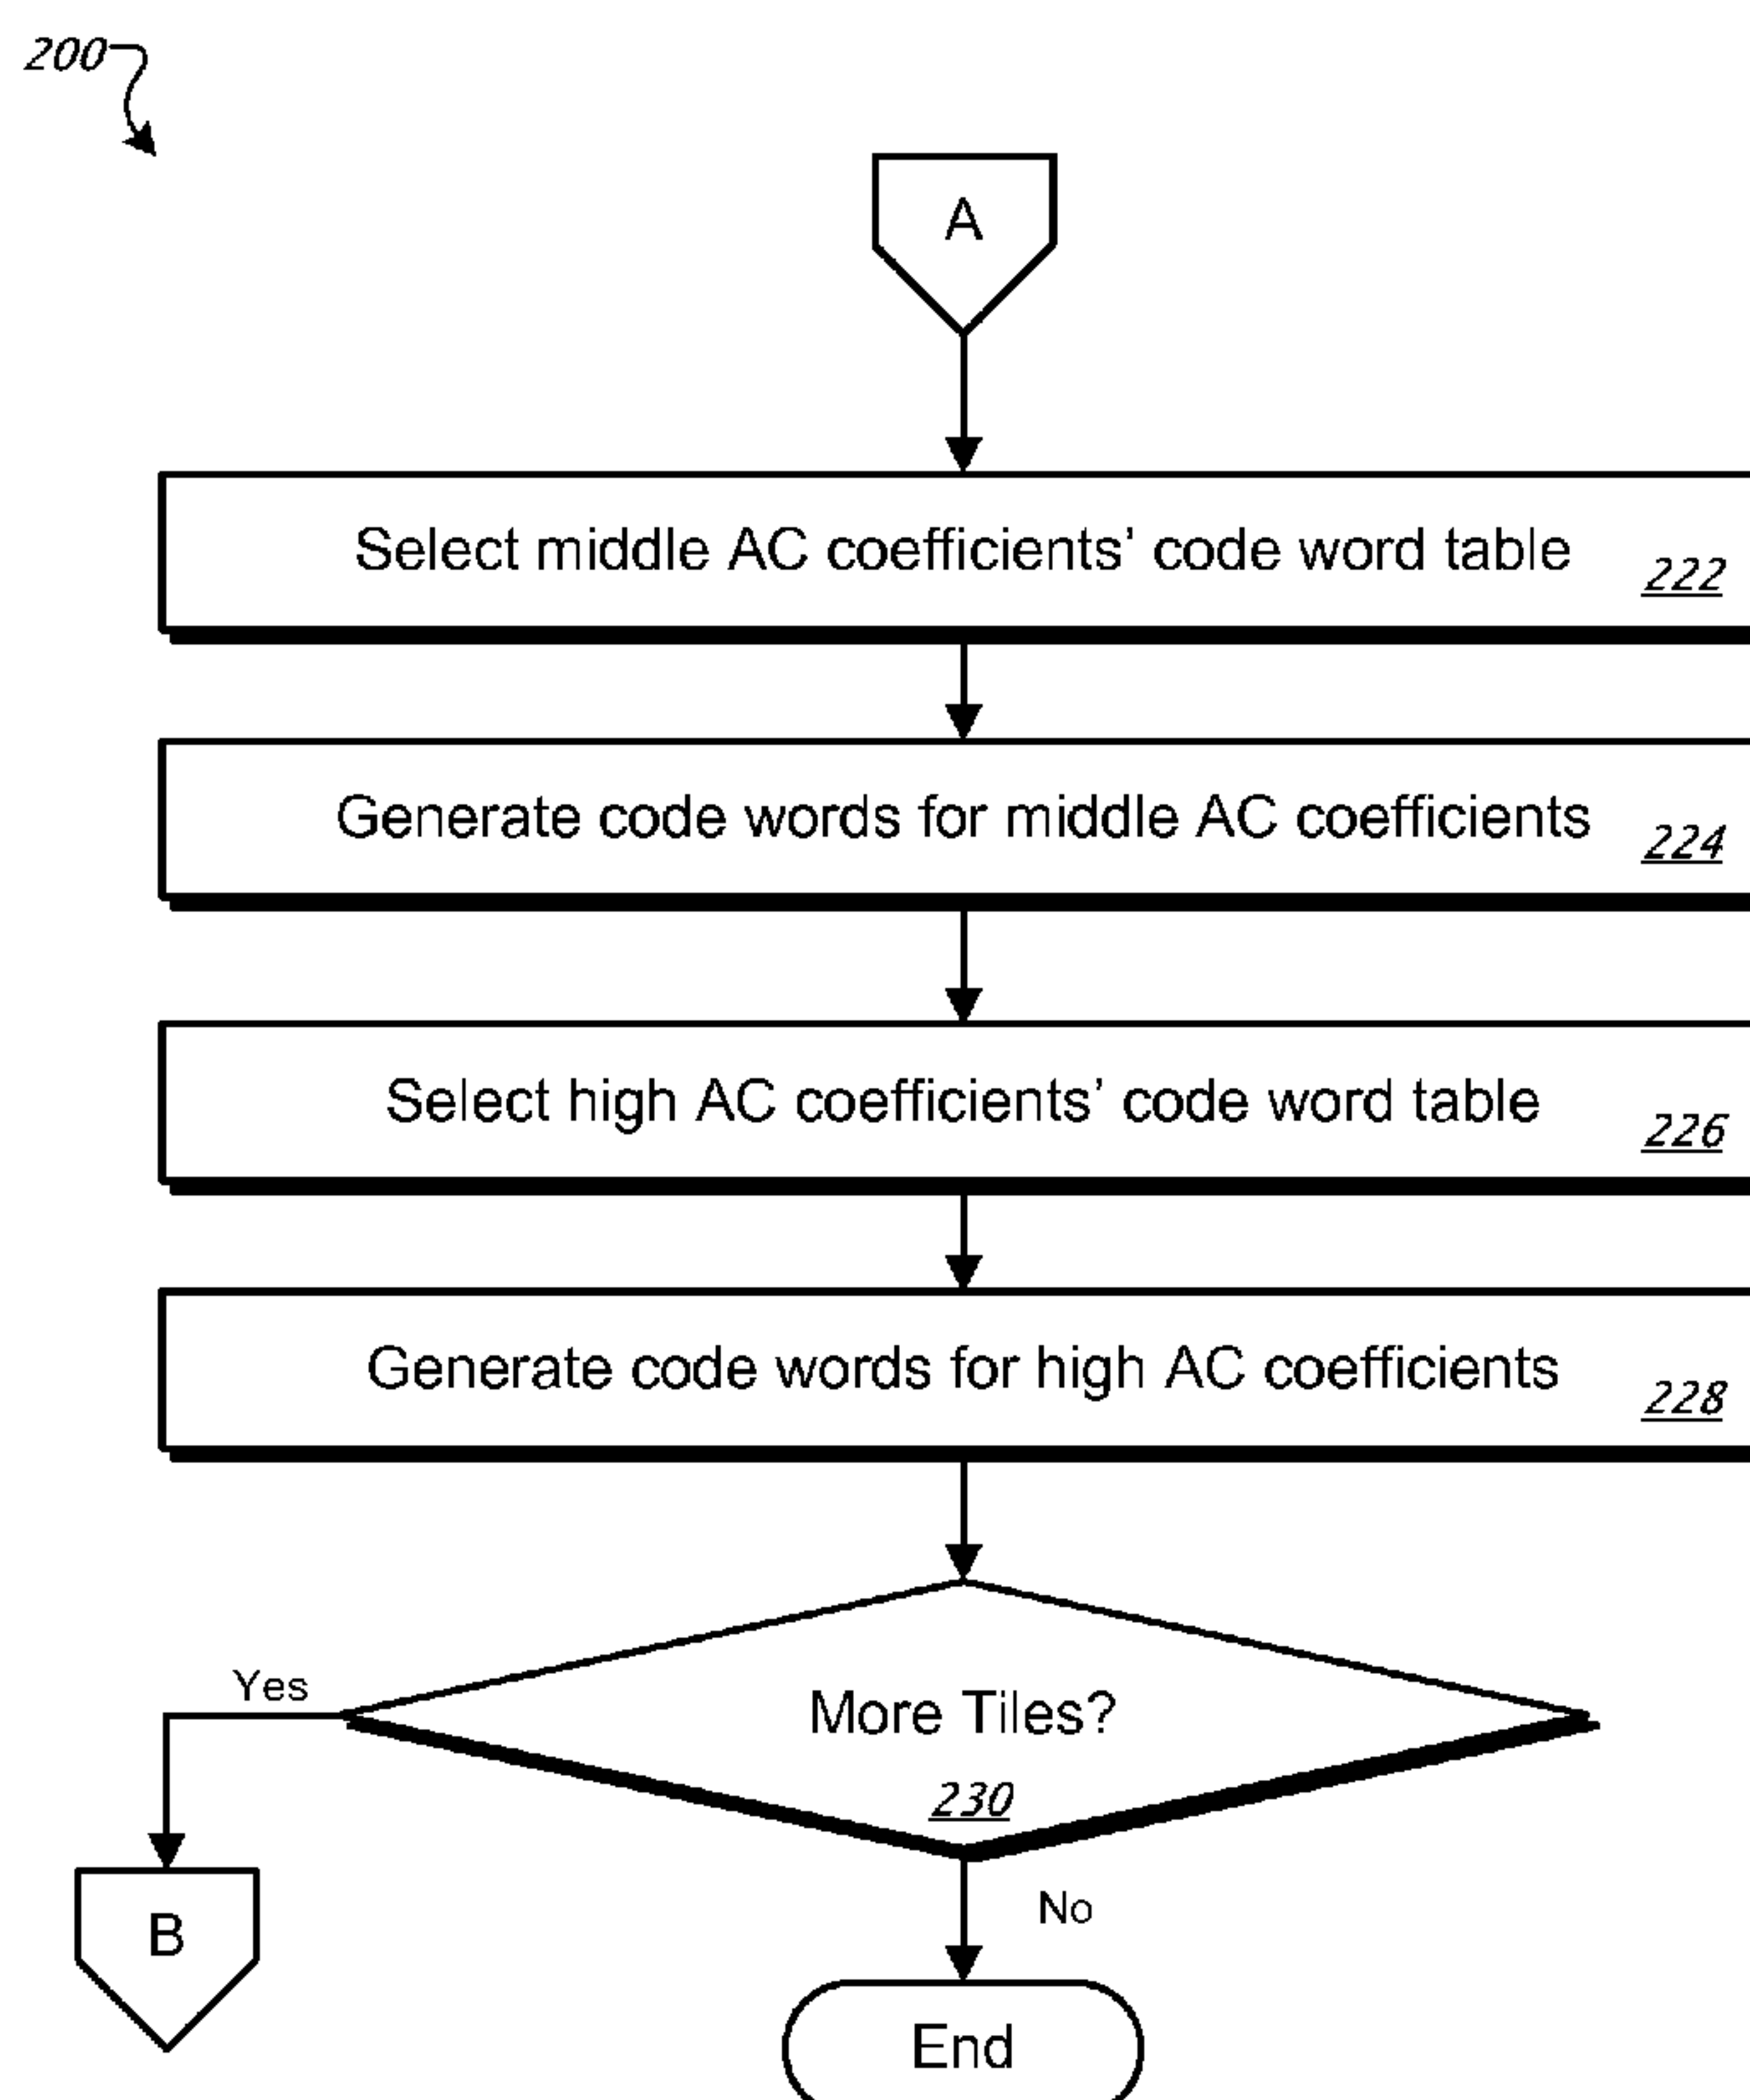 200
A
Select middle AC coefficients’ code word table
222
Generate code words for middle AC coefficients
224
Select high AC coefficients’ code word table
226
Generate code words for high AC coefficients
228
Yes
More Tiles?
230
No
B
End